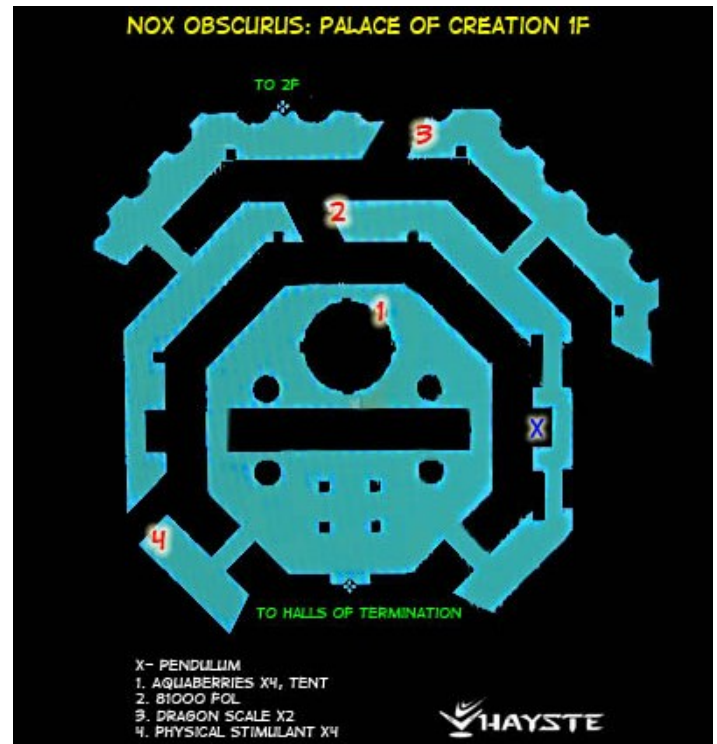 NOX OBSCURUS: PALACE OF CREATION 1F
TO 2F
3
2
1
X
4
TO HALLS OF TERMINATION
X- PENDULUM
1. AQUABERRIES X4, TENT
2. 81000 FOL
3. DRAGON SCALE X2
4. PHYSICAL STIMULANT X4
HAYSTE